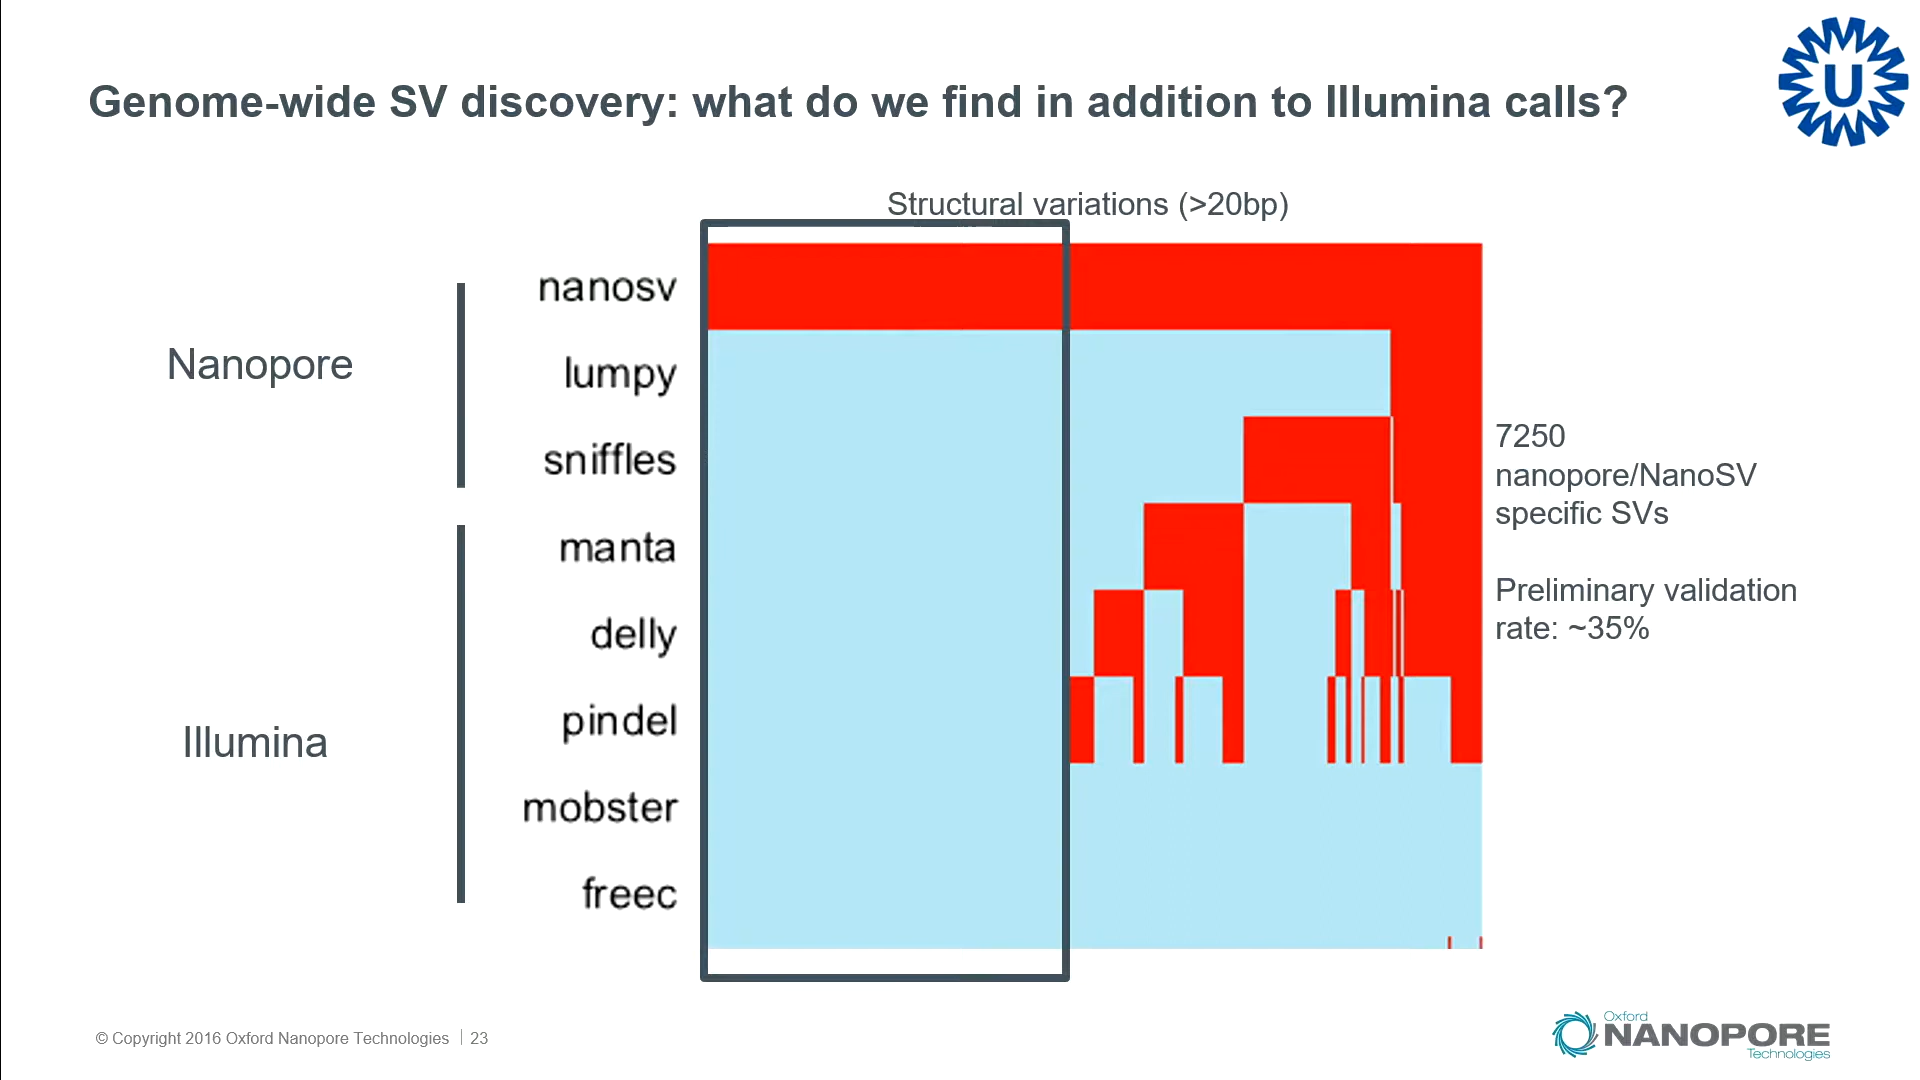 Genome-wide SV discovery: what do we find in addition to Illumina calls?
U
Structural variations (>20bp)
nanosv
lumpy
sniffles
manta
delly
pindel
mobster
freec
Nanopore
Illumina
7250
nanopore/NanoSV
specific SVs
Preliminary validation
rate: ~35%
© Copyright 2016 Oxford Nanopore Technologies | 23
Oxford
NANOPORE
Technologies